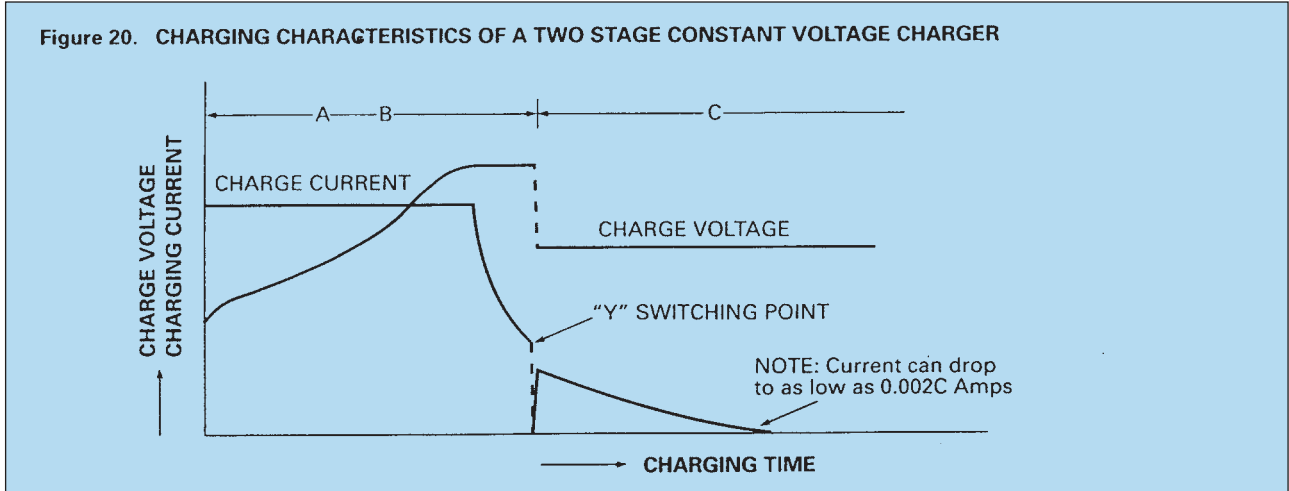 Figure 20. CHARGING CHARACTERISTICS OF A TWO STAGE CONSTANT VOLTAGE CHARGER
A B C
CHARGE VOLTAGE
CHARGING CURRENT
CHARGE CURRENT
CHARGE VOLTAGE
“Y” SWITCHING POINT
NOTE: Current can drop
to as low as 0.002C Amps
CHARGING TIME